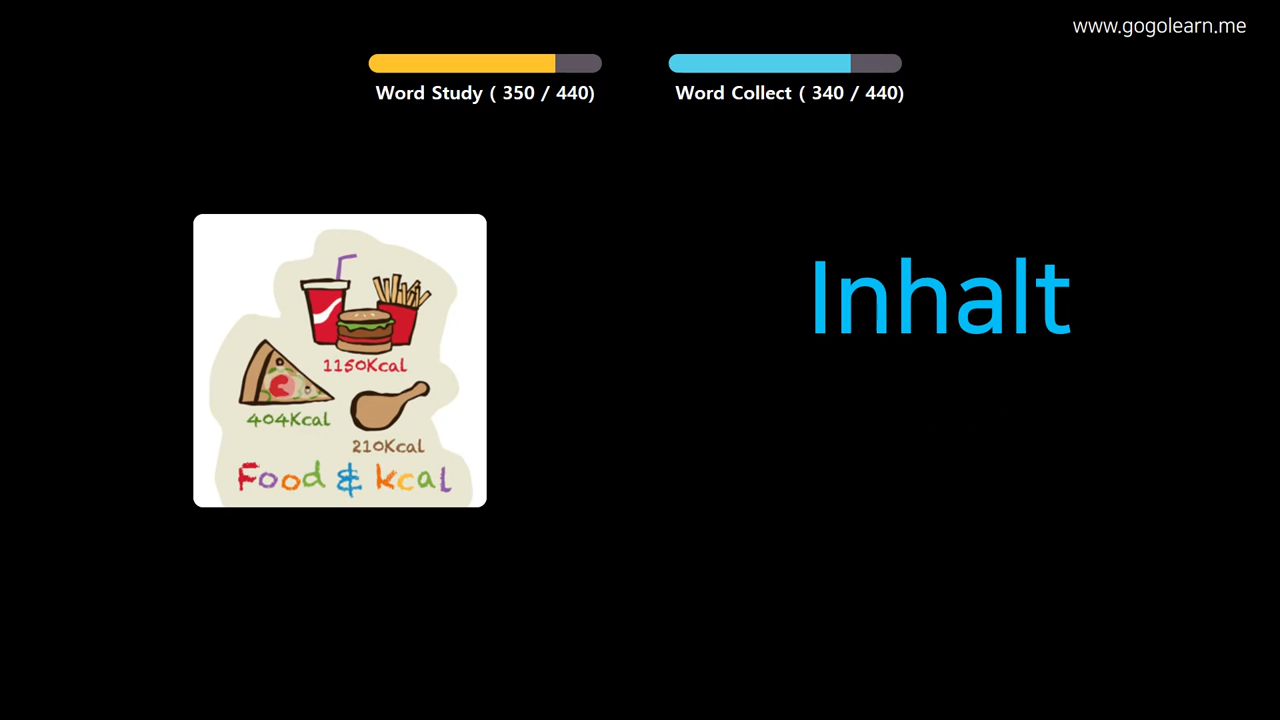 www.gogolearn.me
Word Study ( 350 / 440)
Word Collect ( 340 / 440)
Inhalt
1150Kcal
404Kcal
210Kcal
Food & kcal